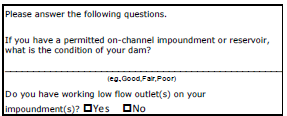 Please answer the following questions.
If you have a permitted on-channel impoundment or reservoir,
what is the condition of your dam?
(eg.,Good,Fair,Poor)
Do you have working low flow outlet(s) on your
impoundment(s)? ☐Yes ☐No